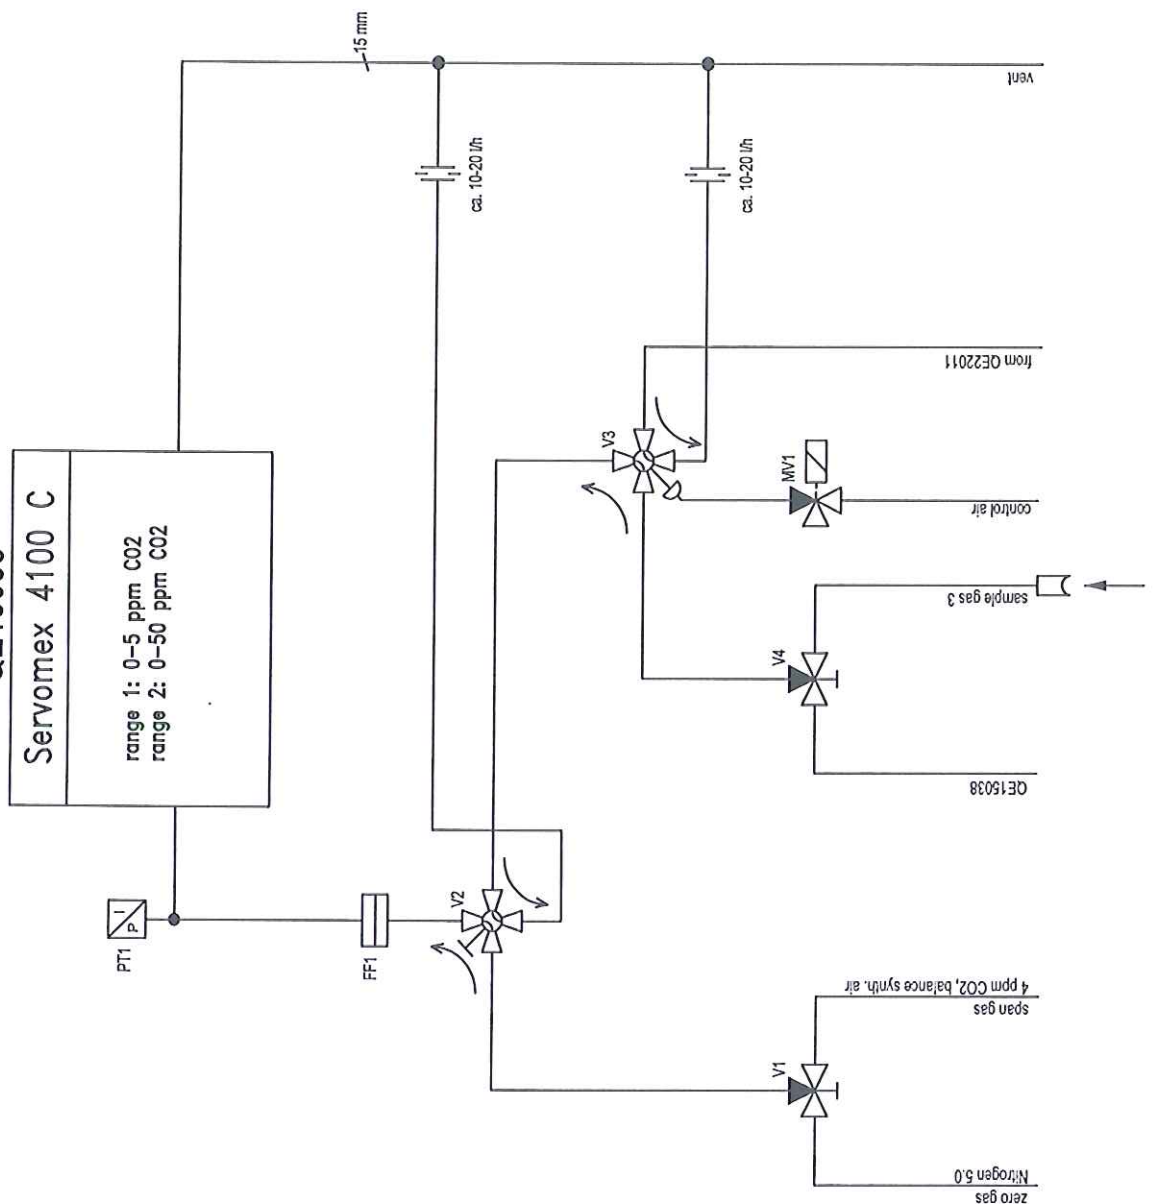 Servomex 4100 C
range 1: 0-5 ppm CO2
range 2: 0-50 ppm CO2
15 mm
ca. 10-20 l/h
ca. 10-20 l/h
PT1
P I
FF1
V2
V3
MV1
V4
V1
vent
from QE22011
control air
sample gas 3
QE15038
span gas
4 ppm CO2, balance synth. air
zero gas
Nitrogen 5.0